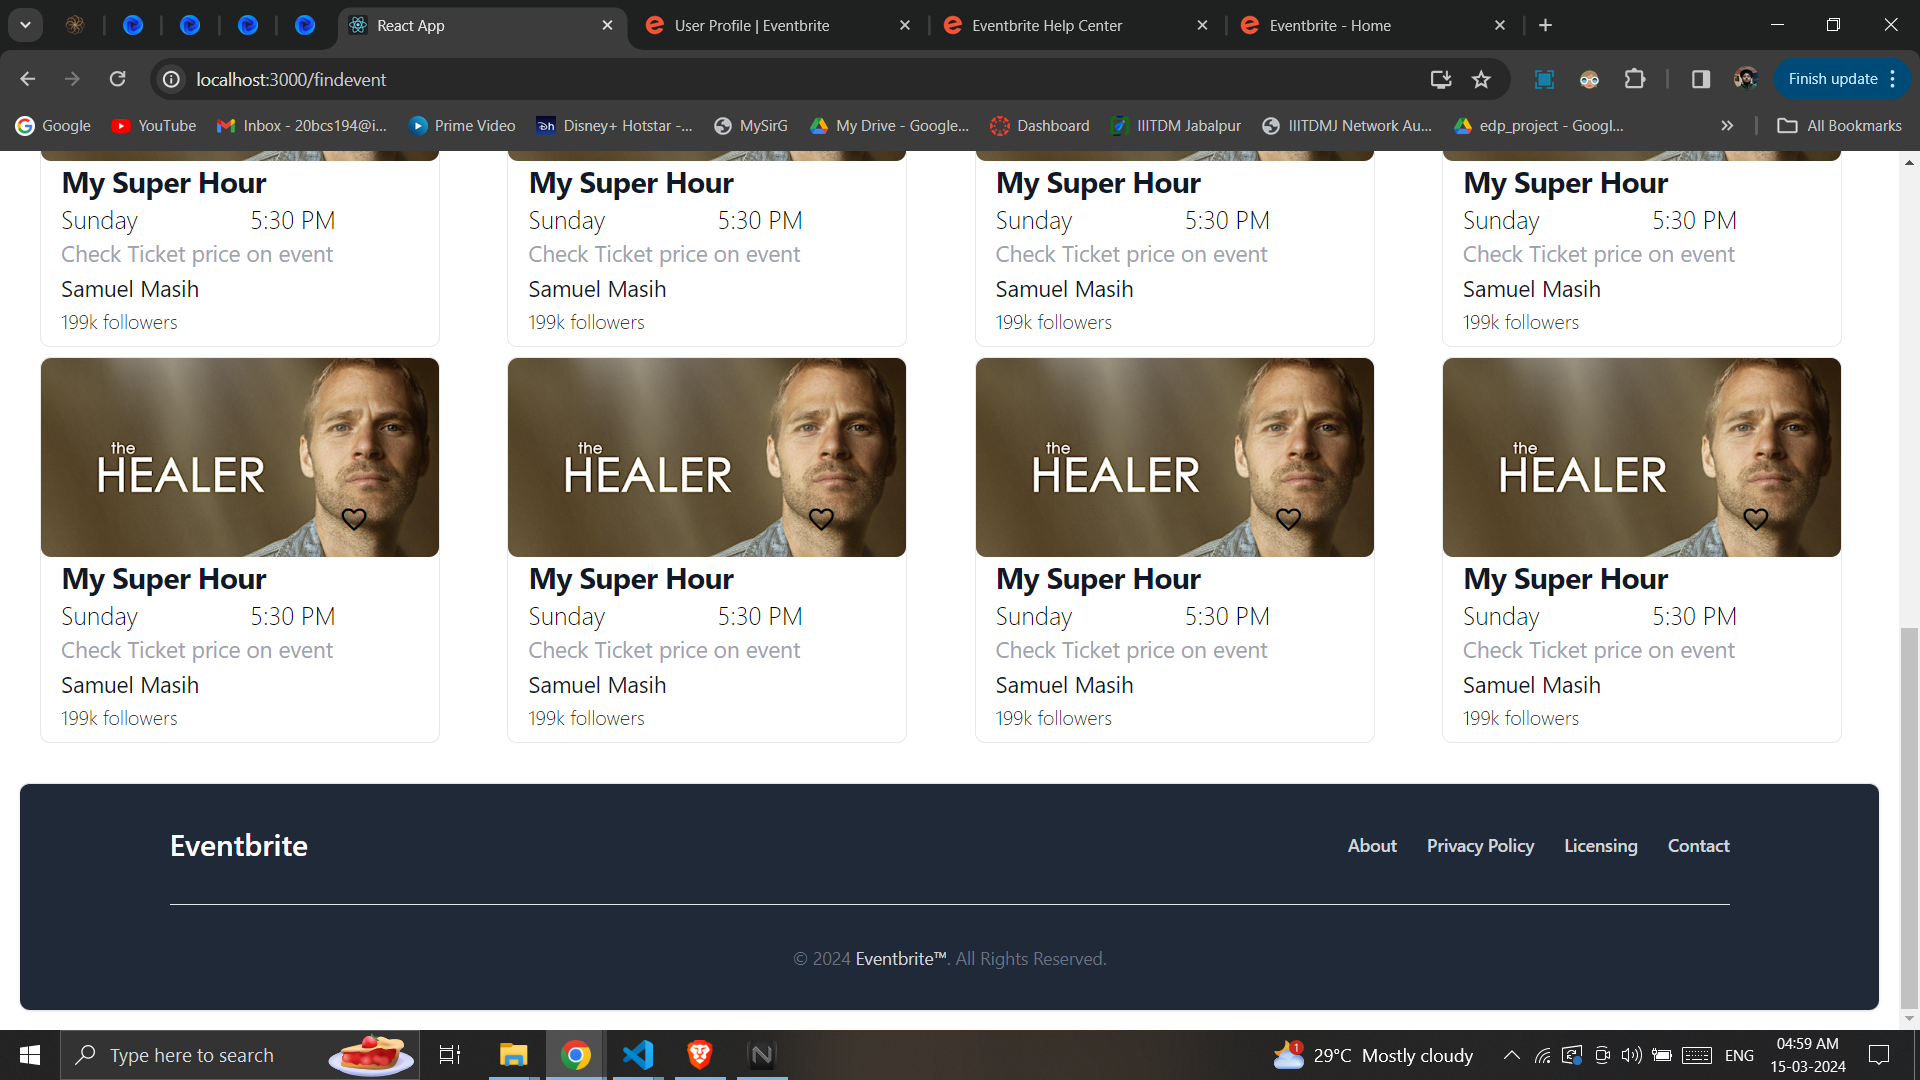 React App
User Profile | Eventbrite
Eventbrite Help Center
Eventbrite - Home
localhost:3000/findevent
Finish update
Google
YouTube
Inbox - 20bcs194@i...
Prime Video
Disney+ Hotstar -...
MySirG
My Drive - Google...
Dashboard
IIITDM Jabalpur
IIITDMJ Network Au...
edp_project - Googl...
All Bookmarks
My Super Hour My Super Hour My Super Hour My Super Hour
Sunday 5:30 PM Sunday 5:30 PM Sunday 5:30 PM Sunday 5:30 PM
Check Ticket price on event Check Ticket price on event Check Ticket price on event Check Ticket price on event
Samuel Masih Samuel Masih Samuel Masih Samuel Masih
199k followers 199k followers 199k followers 199k followers
the the the the
HEALER HEALER HEALER HEALER
My Super Hour My Super Hour My Super Hour My Super Hour
Sunday 5:30 PM Sunday 5:30 PM Sunday 5:30 PM Sunday 5:30 PM
Check Ticket price on event Check Ticket price on event Check Ticket price on event Check Ticket price on event
Samuel Masih Samuel Masih Samuel Masih Samuel Masih
199k followers 199k followers 199k followers 199k followers
Eventbrite About Privacy Policy Licensing Contact
© 2024 Eventbrite™. All Rights Reserved.
Type here to search
1
29°C Mostly cloudy
ENG
04:59 AM
15-03-2024